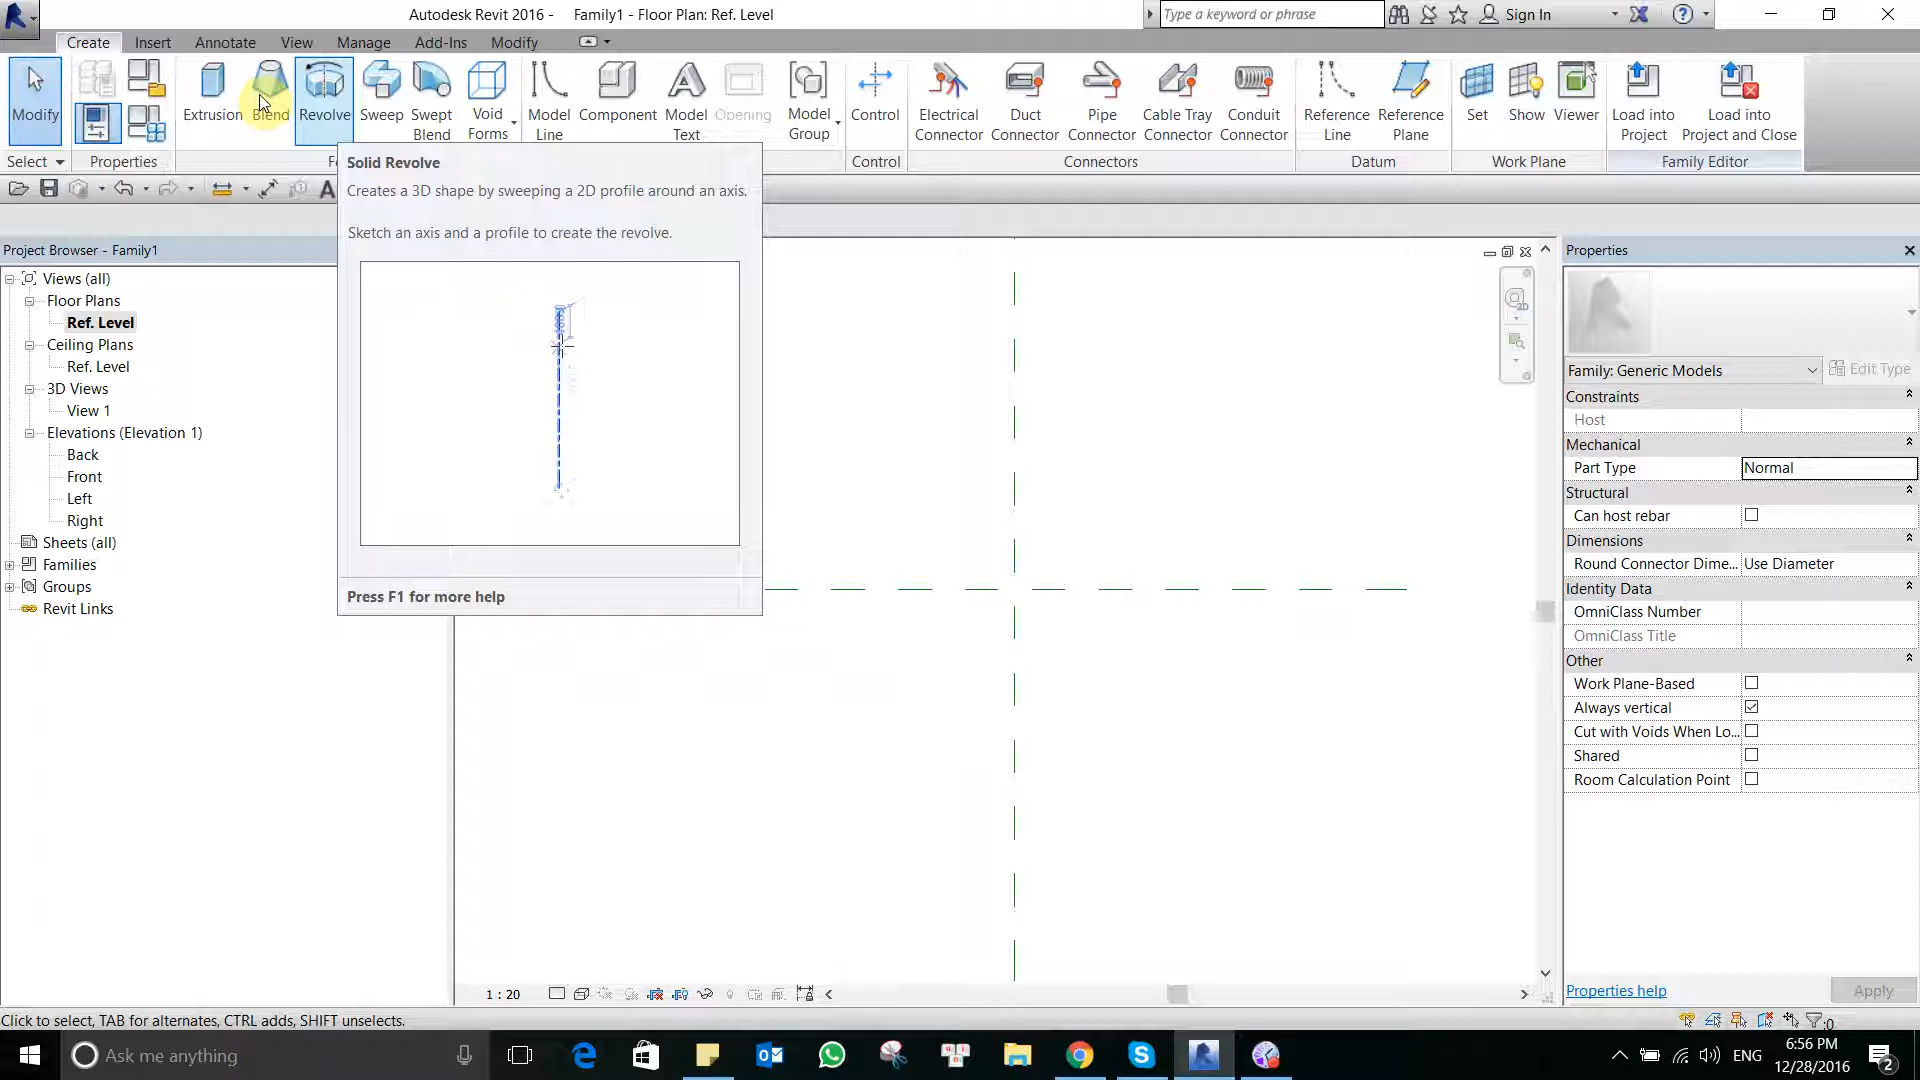 Autodesk Revit 2016 - Family1 - Floor Plan: Ref. Level
Type a keyword or phrase
Sign In
Create Insert Annotate View Manage Add-Ins Modify
Modify
Extrusion Blend Revolve Sweep Swept Blend Void Forms
Model Line Component Model Text Opening Model Group
Control
Electrical Connector Duct Connector Pipe Connector Cable Tray Connector Conduit Connector
Reference Line Reference Plane
Set Show Viewer
Load into Project Load into Project and Close
Select Properties Control Connectors Datum Work Plane Family Editor
A
Solid Revolve
Creates a 3D shape by sweeping a 2D profile around an axis.
Sketch an axis and a profile to create the revolve.
Press F1 for more help
Project Browser - Family1
Views (all)
Floor Plans
Ref. Level
Ceiling Plans
Ref. Level
3D Views
View 1
Elevations (Elevation 1)
Back
Front
Left
Right
Sheets (all)
Families
Groups
Revit Links
Properties
Family: Generic Models
Edit Type
Constraints
Host
Mechanical
Part Type Normal
Structural
Can host rebar
Dimensions
Round Connector Dime... Use Diameter
Identity Data
OmniClass Number
OmniClass Title
Other
Work Plane-Based
Always vertical
Cut with Voids When Lo...
Shared
Room Calculation Point
Properties help
Apply
1 : 20
Click to select, TAB for alternates, CTRL adds, SHIFT unselects.
:0
Ask me anything
ENG
6:56 PM
12/28/2016
2